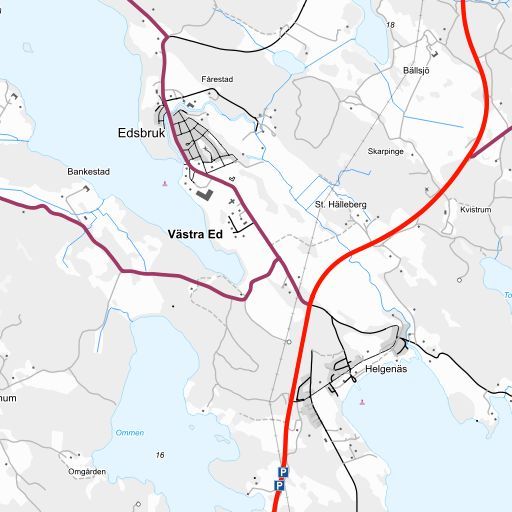 18
Bällsjö
Fårestad
Edsbruk
Skarpinge
Bankestad
St. Hälleberg
Kvistrum
Västra Ed
To
Helgenäs
num
Ommen
16
Omgården
P
P